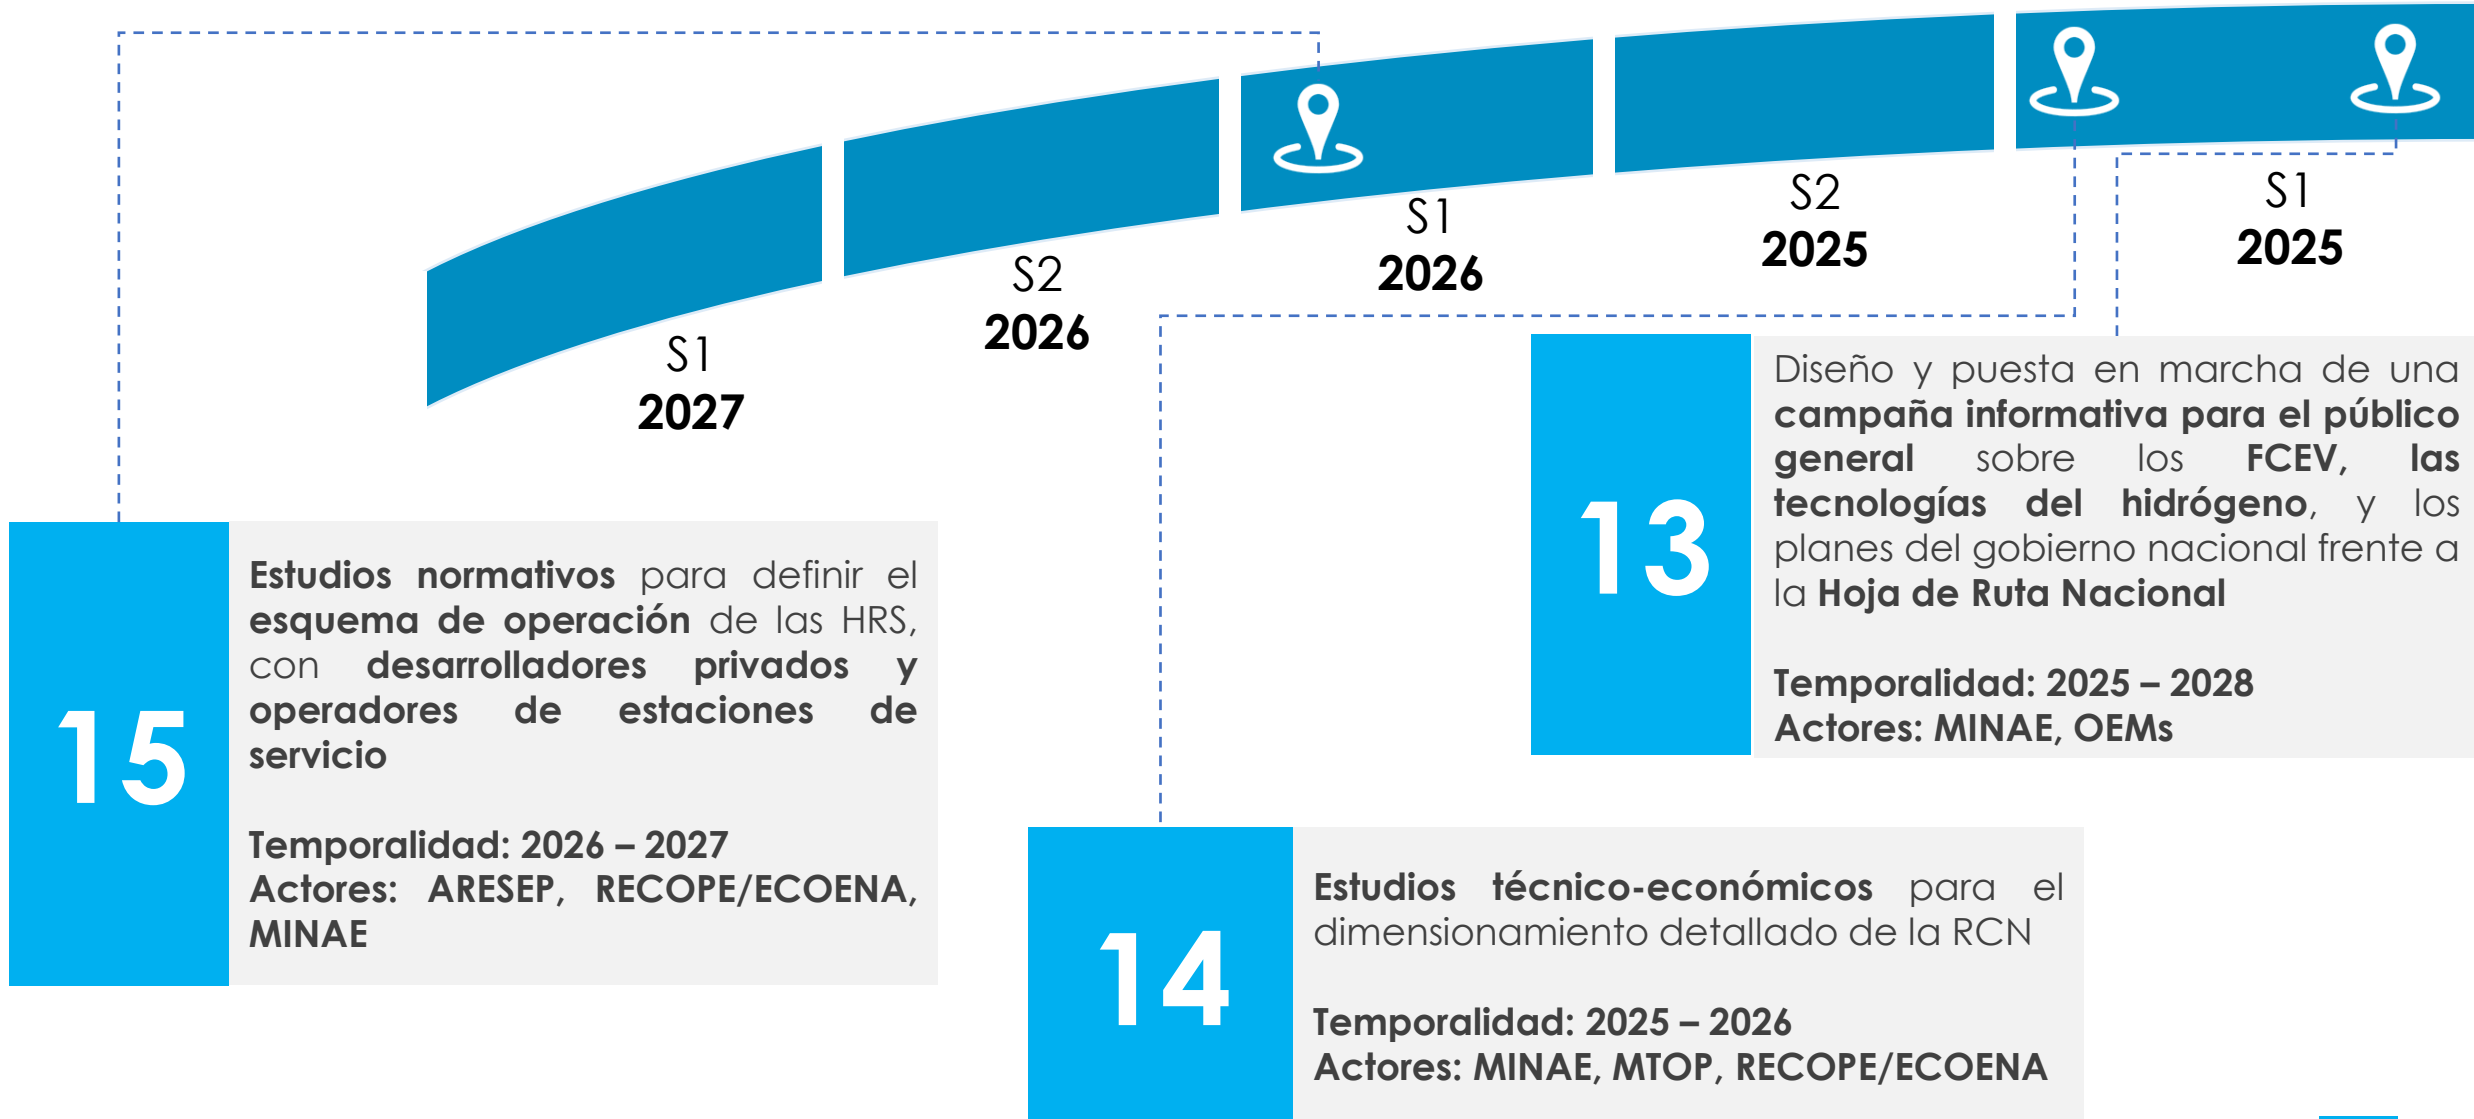 S1
2025
S2
2025
S1
2026
S2
2026
S1
2027
13
Diseño y puesta en marcha de una
campaña informativa para el público
general sobre los FCEV, las
tecnologías del hidrógeno, y los
planes del gobierno nacional frente a
la Hoja de Ruta Nacional
Temporalidad: 2025 – 2028
Actores: MINAE, OEMs
15
Estudios normativos para definir el
esquema de operación de las HRS,
con desarrolladores privados y
operadores de estaciones de
servicio
Temporalidad: 2026 – 2027
Actores: ARESEP, RECOPE/ECOENA,
MINAE
14
Estudios técnico-económicos para el
dimensionamiento detallado de la RCN
Temporalidad: 2025 – 2026
Actores: MINAE, MTOP, RECOPE/ECOENA